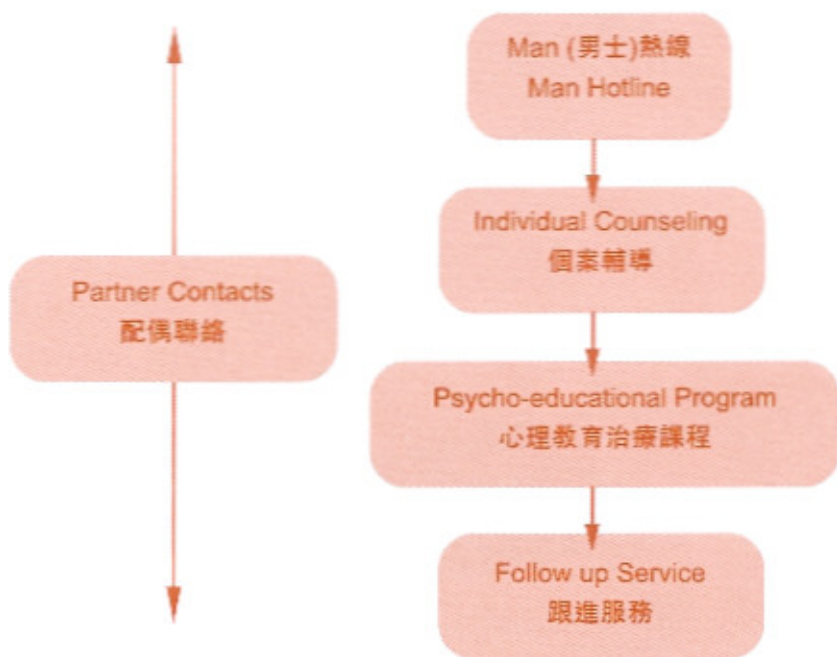 Man (男士)熱線
Man Hotline
Individual Counseling
個案輔導
Partner Contacts
配偶聯絡
Psycho-educational Program
心理教育治療課程
Follow up Service
跟進服務